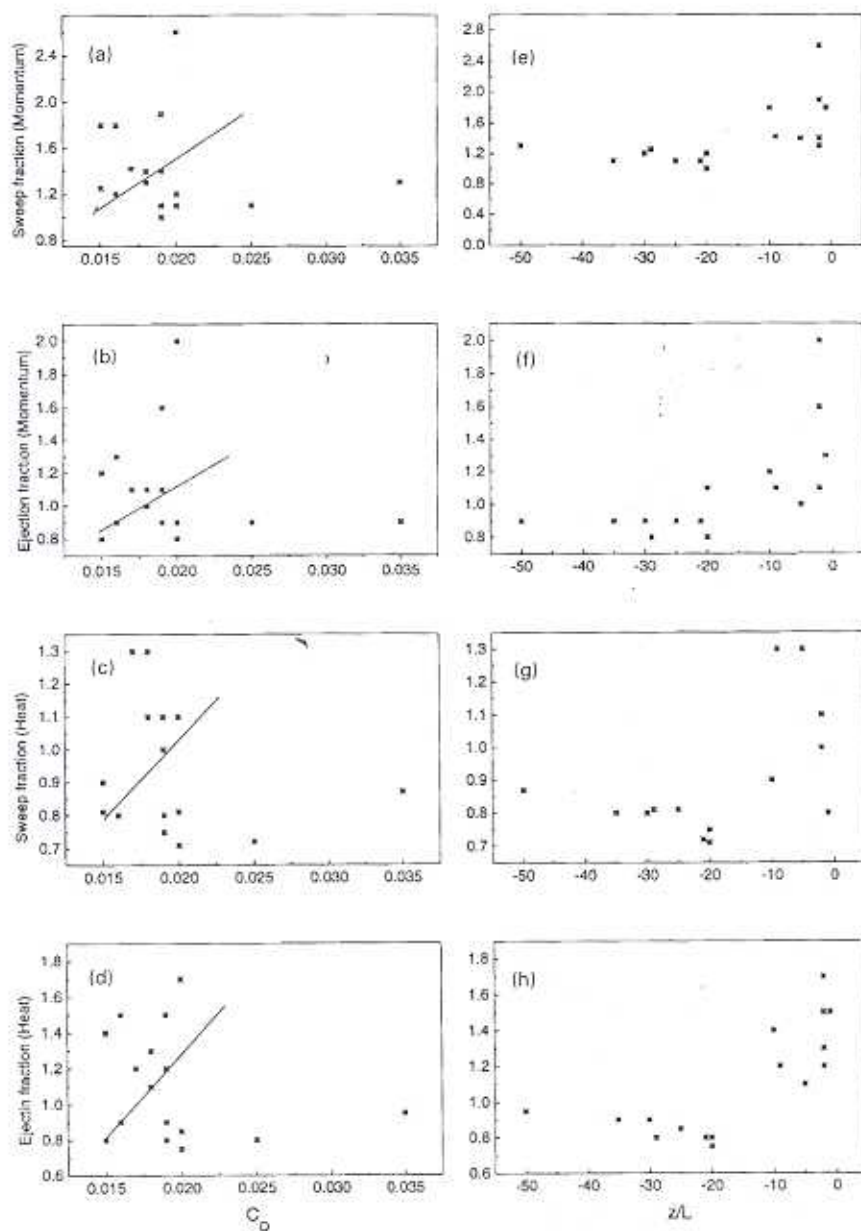 (a)
Sweep fraction (Momentum)
2.4
2.0
1.6
1.2
0.8
0.015 0.020 0.025 0.030 0.035
(e)
2.8
2.4
2.0
1.6
1.2
0.8
0.4
0.0
-50 -40 -30 -20 -10 0
(b)
Ejection fraction (Momentum)
2.0
1.8
1.6
1.4
1.2
1.0
0.8
0.015 0.020 0.025 0.030 0.035
(f)
2.0
1.8
1.6
1.4
1.2
1.0
0.8
-50 -40 -30 -20 -10 0
(c)
Sweep fraction (Heat)
1.3
1.2
1.1
1.0
0.9
0.8
0.7
0.015 0.020 0.025 0.030 0.035
(g)
1.3
1.2
1.1
1.0
0.9
0.8
0.7
-50 -40 -30 -20 -10 0
(d)
Ejectin fraction (Heat)
1.8
1.6
1.4
1.2
1.0
0.8
0.6
0.015 0.020 0.025 0.030 0.035
C_D
(h)
1.8
1.6
1.4
1.2
1.0
0.8
0.6
-50 -40 -30 -20 -10 0
z/L